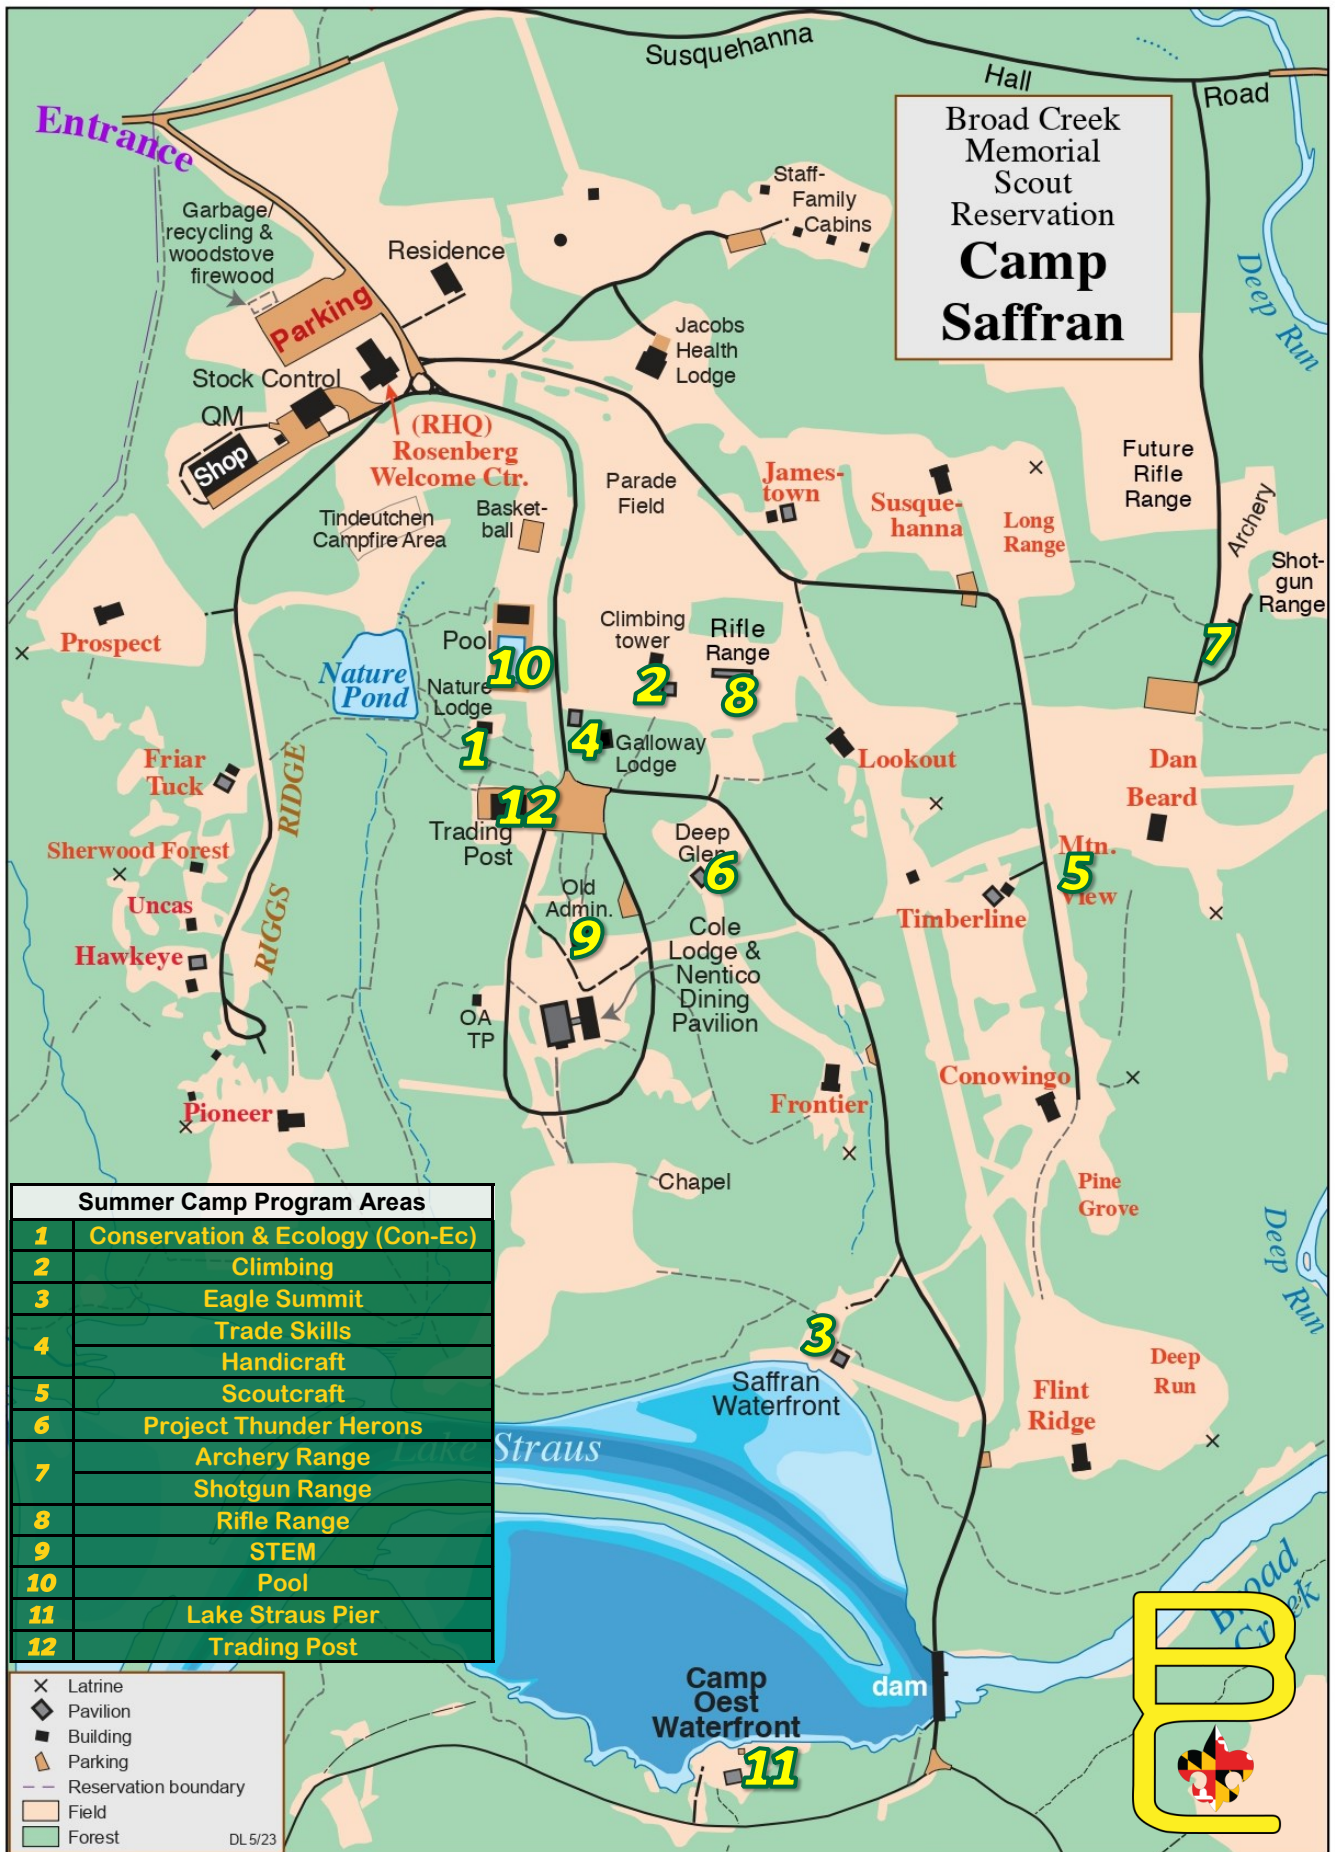 Susquehanna
Hall
Road
Entrance
Broad Creek
Memorial
Scout
Reservation
Camp
Saffran
Staff-
Family
Cabins
Garbage/
recycling &
woodstove
firewood
Residence
Deep Run
Parking
Jacobs
Health
Lodge
Stock Control
QM
(RHQ)
Rosenberg
Welcome Ctr.
Shop
Parade
Field
James-
town
Susque-
hanna
Long
Range
Future
Rifle
Range
Archery
Shot-
gun
Range
Tindeutchen
Campfire Area
Basket-
ball
Prospect
Pool
10
Climbing
tower
2
Rifle
Range
8
7
Nature
Pond
Nature
Lodge
1
4
Galloway
Lodge
Lookout
Dan
Beard
Friar
Tuck
RIDGE
RIGGS
12
Trading
Post
Deep
Glen
6
Mtn.
View
5
Sherwood Forest
Uncas
Hawkeye
Old
Admin.
9
Timberline
Cole
Lodge &
Nentico
Dining
Pavilion
OA
TP
Conowingo
Frontier
Pioneer
Chapel
Pine
Grove
Deep Run
Summer Camp Program Areas
1 Conservation & Ecology (Con-Ec)
2 Climbing
3 Eagle Summit
4 Trade Skills
Handicraft
5 Scoutcraft
6 Project Thunder Herons
7 Archery Range
Shotgun Range
8 Rifle Range
9 STEM
10 Pool
11 Lake Straus Pier
12 Trading Post
3
Saffran
Waterfront
Deep
Run
Flint
Ridge
Lake Straus
Broad
Creek
dam
Camp
Oest
Waterfront
11
Latrine
Pavilion
Building
Parking
Reservation boundary
Field
Forest
DL 5/23
BC